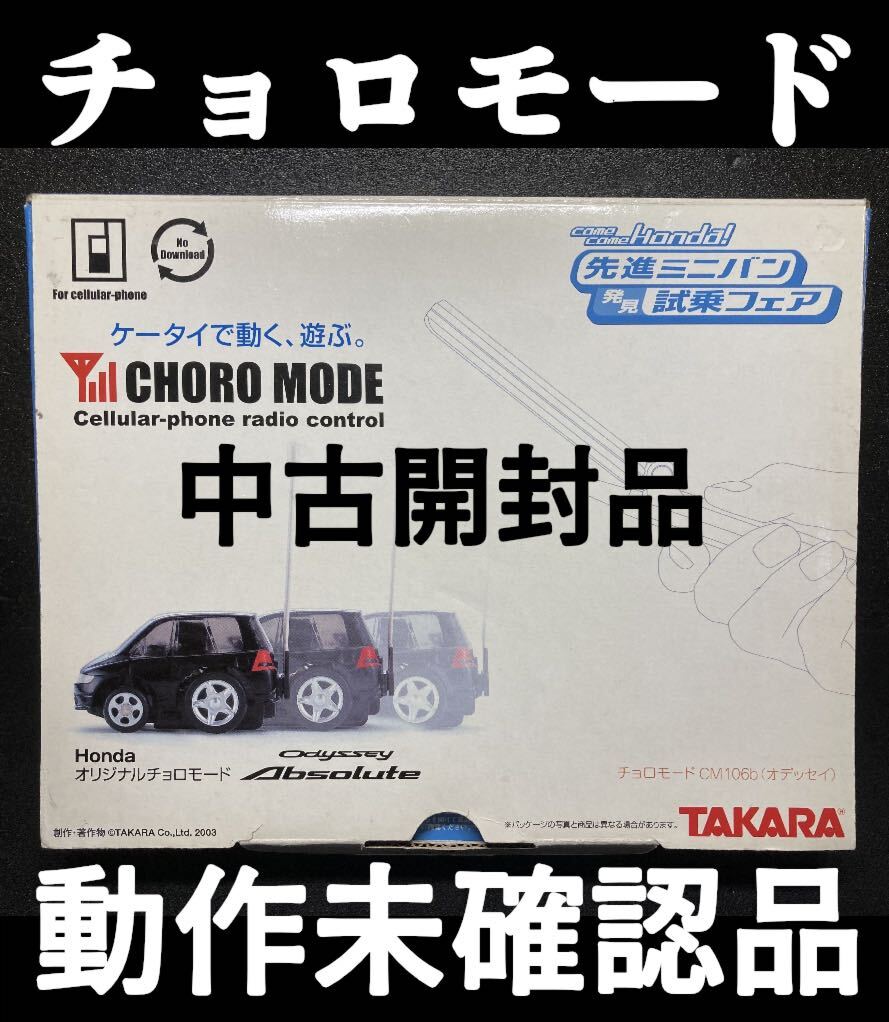 チョロモード
For cellular-phone
No
Download
come
come Honda!
先進ミニバン
発見 試乗フェア
ケータイで動く、遊ぶ。
CHORO MODE
Cellular-phone radio control
中古開封品
Honda
オリジナルチョロモード
Odyssey
Absolute
チョロモード CM106b(オデッセイ)
創作・著作物 ©TAKARA Co.,Ltd. 2003
※パッケージの写真と商品は異なる場合があります。
TAKARA®
動作未確認品